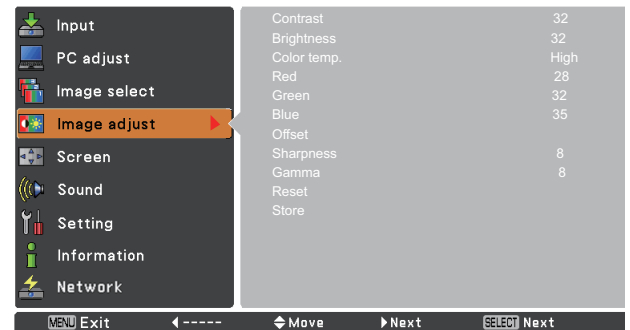 Input
PC adjust
Image select
Image adjust
Screen
Sound
Setting
Information
Network
Contrast 32
Brightness 32
Color temp. High
Red 28
Green 32
Blue 35
Offset
Sharpness 8
Gamma 8
Reset
Store
MENU Exit ◀ ----- ◆ Move ▶ Next SELECT Next